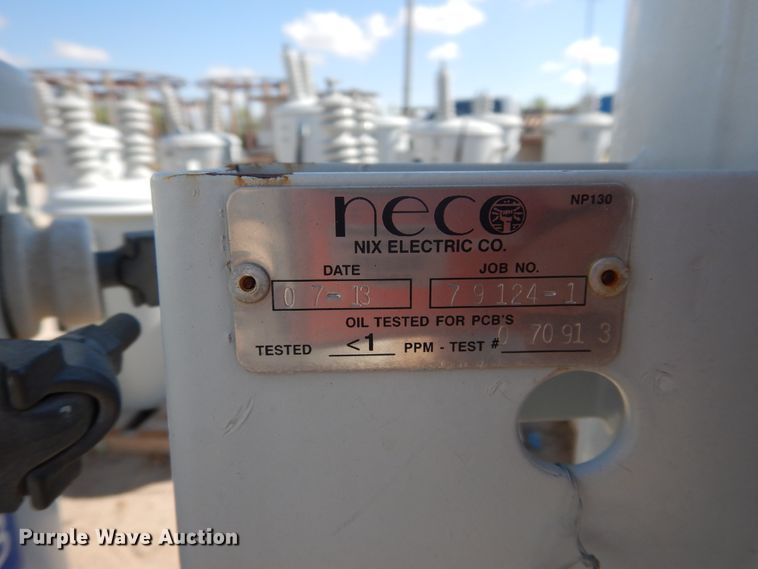 neco
NP130
NIX ELECTRIC CO.
DATE JOB NO.
07-13 79124-1
OIL TESTED FOR PCB'S
TESTED <1 PPM - TEST # 070913
Purple Wave Auction